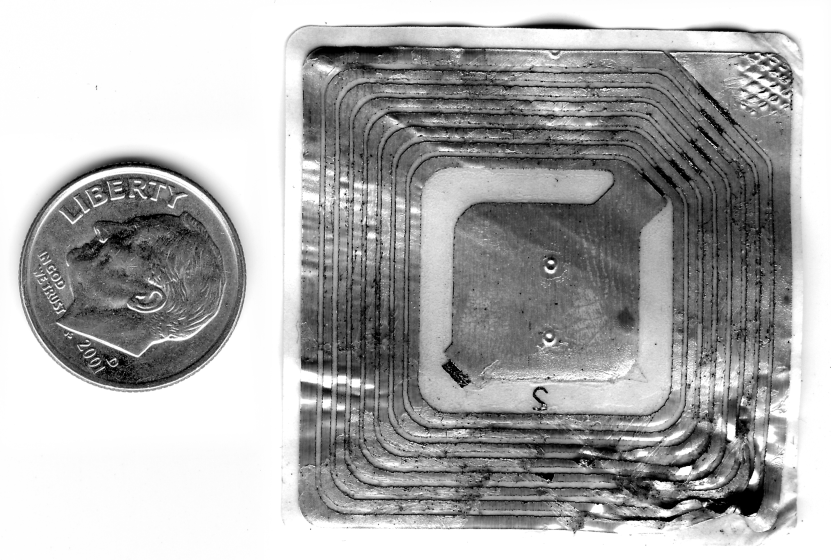 LIBERTY
IN GOD
WE TRUST
2001
D